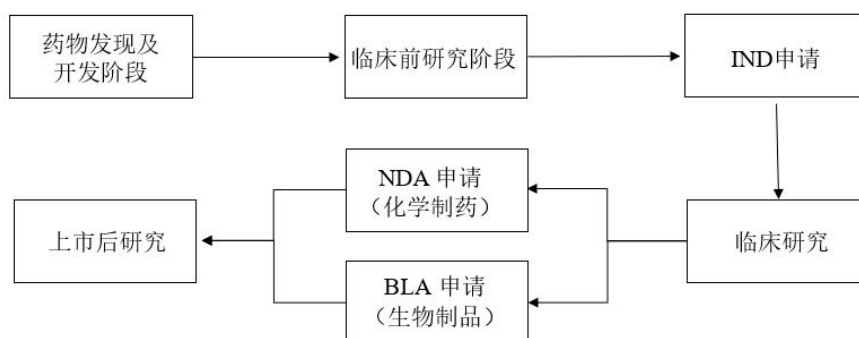 药物发现及
开发阶段
临床前研究阶段
IND申请
临床研究
NDA 申请
（化学制药）
BLA 申请
（生物制品）
上市后研究